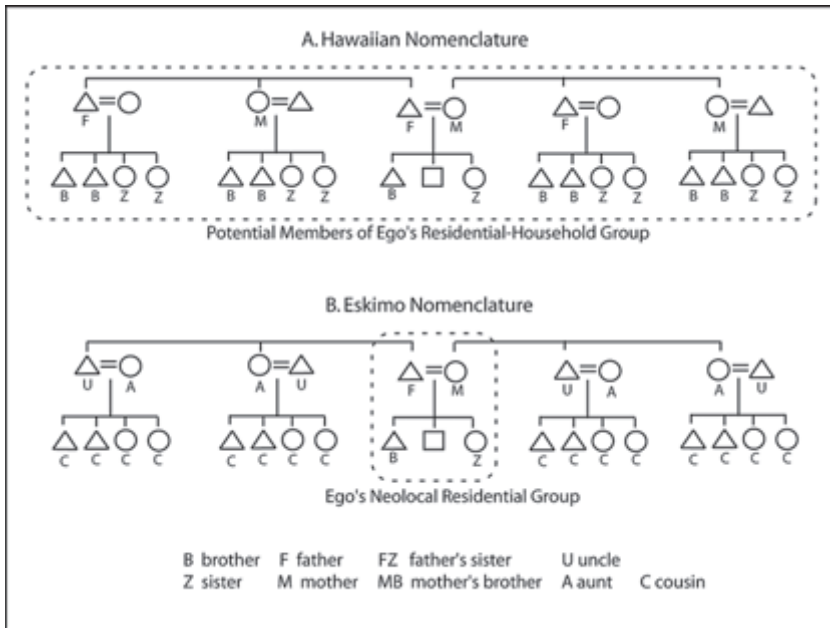 A. Hawaiian Nomenclature
F M F M F M
B B Z Z B B Z Z B Z B B Z Z B B Z Z
Potential Members of Ego's Residential-Household Group
B. Eskimo Nomenclature
U A A U F M U A A U
C C C C C C C C B Z C C C C C C C C
Ego's Neolocal Residential Group
B brother F father FZ father's sister U uncle
Z sister M mother MB mother's brother A aunt C cousin